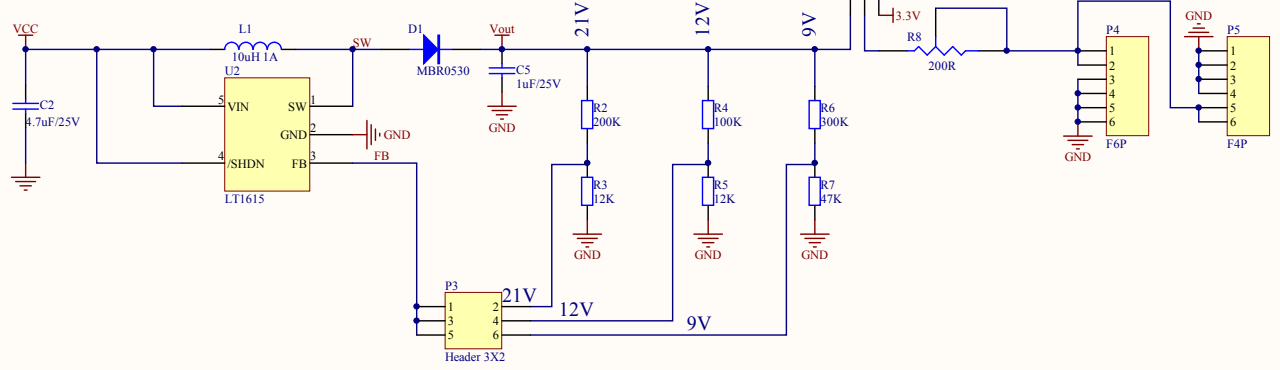 VCC
L1
10uH 1A
SW
D1
MBR0530
Vout
C5
1uF/25V
GND
21V
12V
9V
3.3V
R8
200R
P4
1
2
3
4
5
6
F6P
GND
GND
P5
1
2
3
4
5
6
F4P
C2
4.7uF/25V
U2
5 VIN SW 1
GND 2 GND
4 /SHDN FB 3 FB
LT1615
R2
200K
R4
100K
R6
300K
R3
12K
R5
12K
R7
47K
GND
GND
GND
P3
1 2 21V
3 4 12V
5 6 9V
Header 3X2